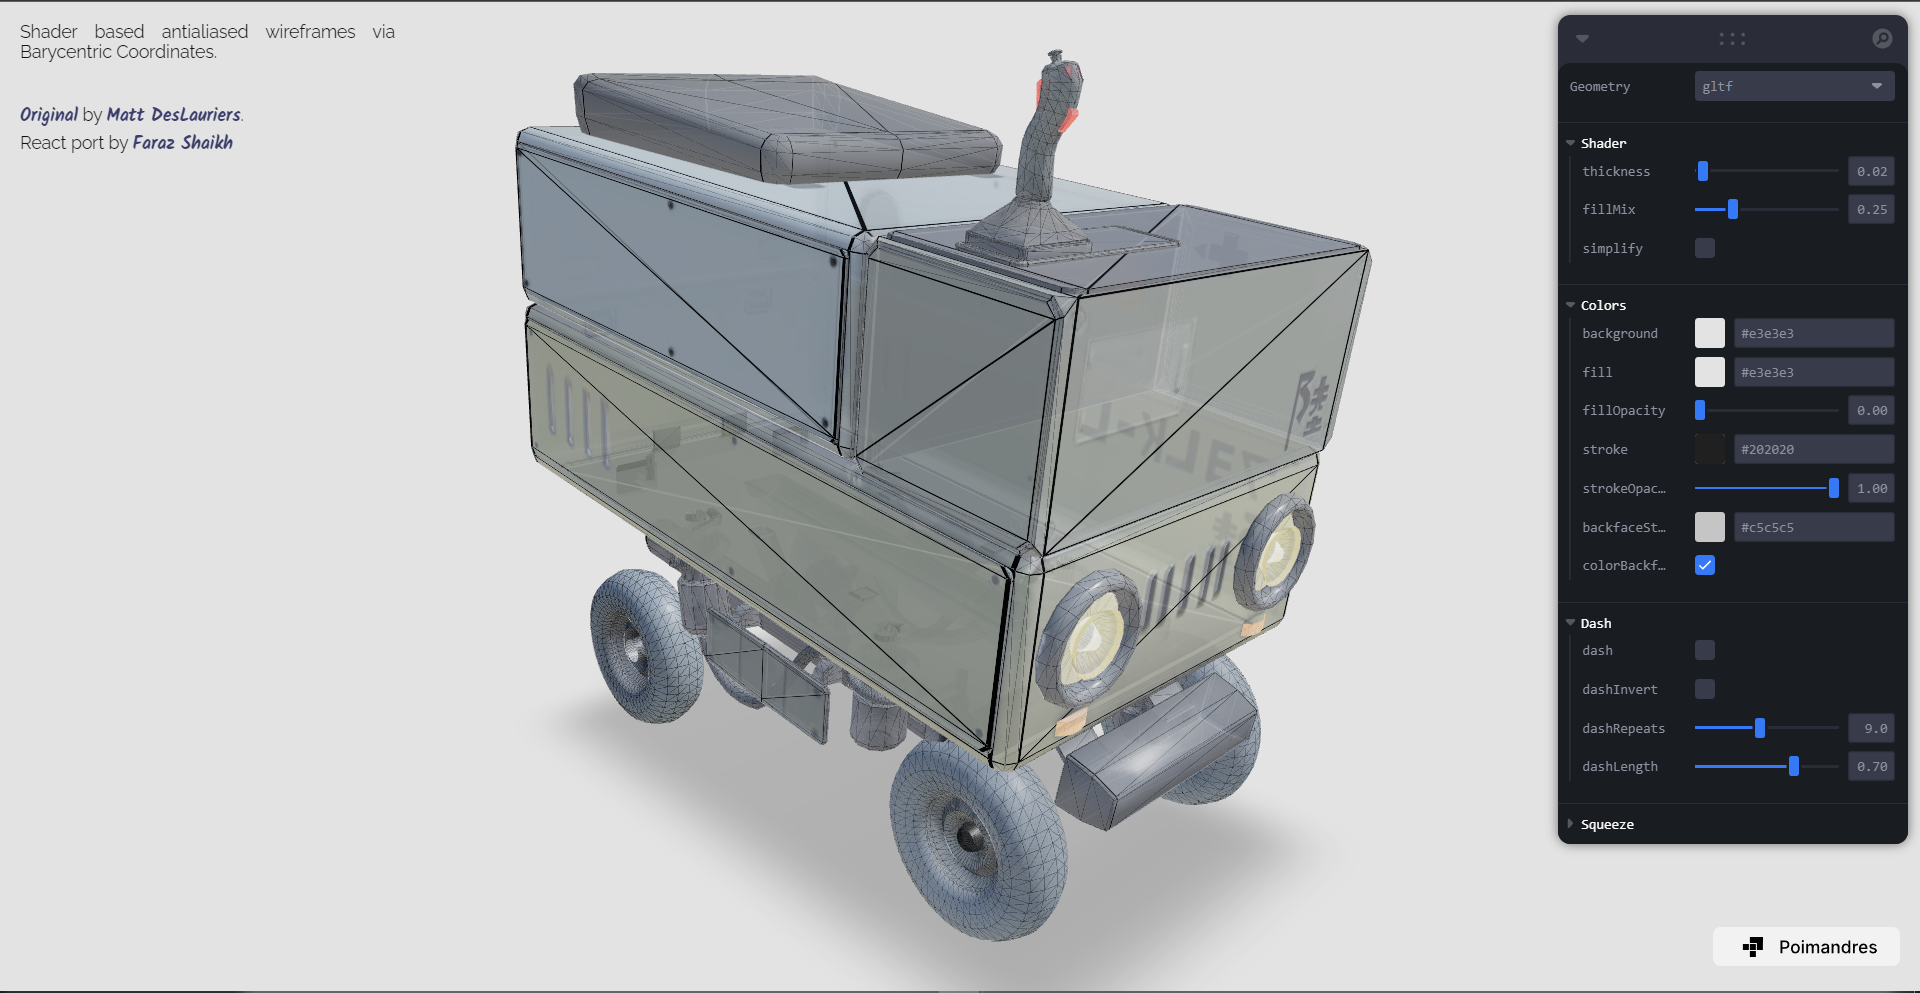 Shader based antialiased wireframes via
Barycentric Coordinates.
Original by Matt DesLauriers.
React port by Faraz Shaikh
陸
Geometry gltf
Shader
thickness 0.02
fillMix 0.25
simplify
Colors
background #e3e3e3
fill #e3e3e3
fillOpacity 0.00
stroke #202020
strokeOpac… 1.00
backfaceSt… #c5c5c5
colorBackf…
Dash
dash
dashInvert
dashRepeats 9.0
dashLength 0.70
Squeeze
Poimandres